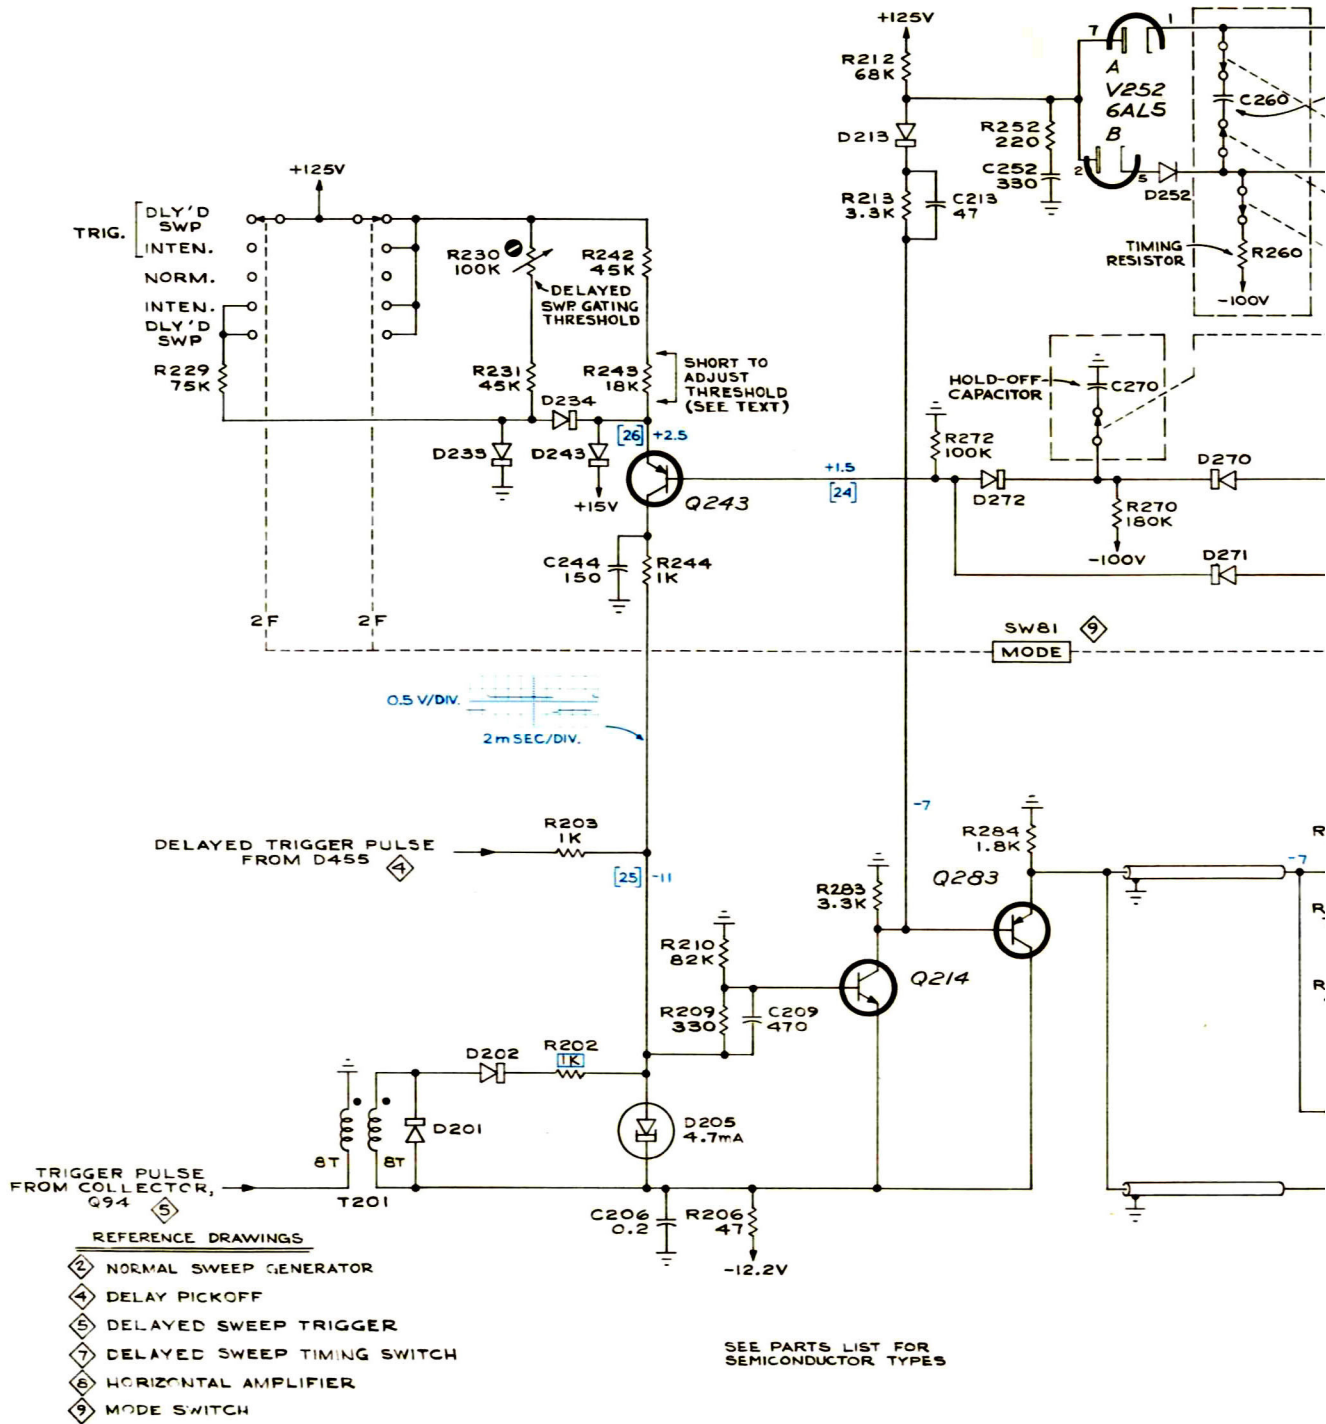 +125V
R212
68K
7
1
A
V252
6AL5
B
C260
D213
R252
220
C252
330
2
5
D252
R213
3.3K
C213
47
TIMING
RESISTOR
R260
-100V
+125V
TRIG.
DLY'D
SWP
INTEN.
NORM.
INTEN.
DLY'D
SWP
R230
100K
R242
45K
DELAYED
SWP. GATING
THRESHOLD
R229
75K
R231
45K
R243
18K
SHORT TO
ADJUST
THRESHOLD
(SEE TEXT)
D234
D235
D243
[26] +2.5
+15V
Q243
+1.5
[24]
HOLD-OFF
CAPACITOR
C270
R272
100K
D272
D270
R270
180K
-100V
D271
C244
150
R244
1K
2F
2F
SW81 9
MODE
0.5 V/DIV.
2mSEC/DIV.
-7
DELAYED TRIGGER PULSE
FROM D455 4
R203
1K
[25] -11
R284
1.8K
R
-7
R283
3.3K
Q283
R
R210
82K
Q214
R
R209
330
C209
470
D202
R202
1K
D201
D205
4.7mA
8T
8T
T201
TRIGGER PULSE
FROM COLLECTOR,
Q94 5
C206
0.2
R206
47
-12.2V
REFERENCE DRAWINGS
2 NORMAL SWEEP GENERATOR
4 DELAY PICKOFF
5 DELAYED SWEEP TRIGGER
7 DELAYED SWEEP TIMING SWITCH
8 HORIZONTAL AMPLIFIER
9 MODE SWITCH
SEE PARTS LIST FOR
SEMICONDUCTOR TYPES